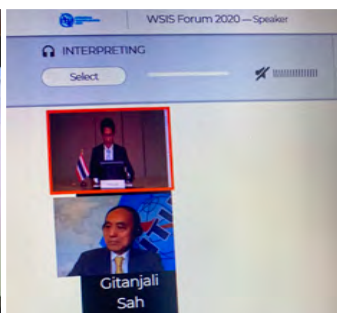 WSIS Forum 2020 — Speaker
INTERPRETING
Select
Gitanjali
Sah